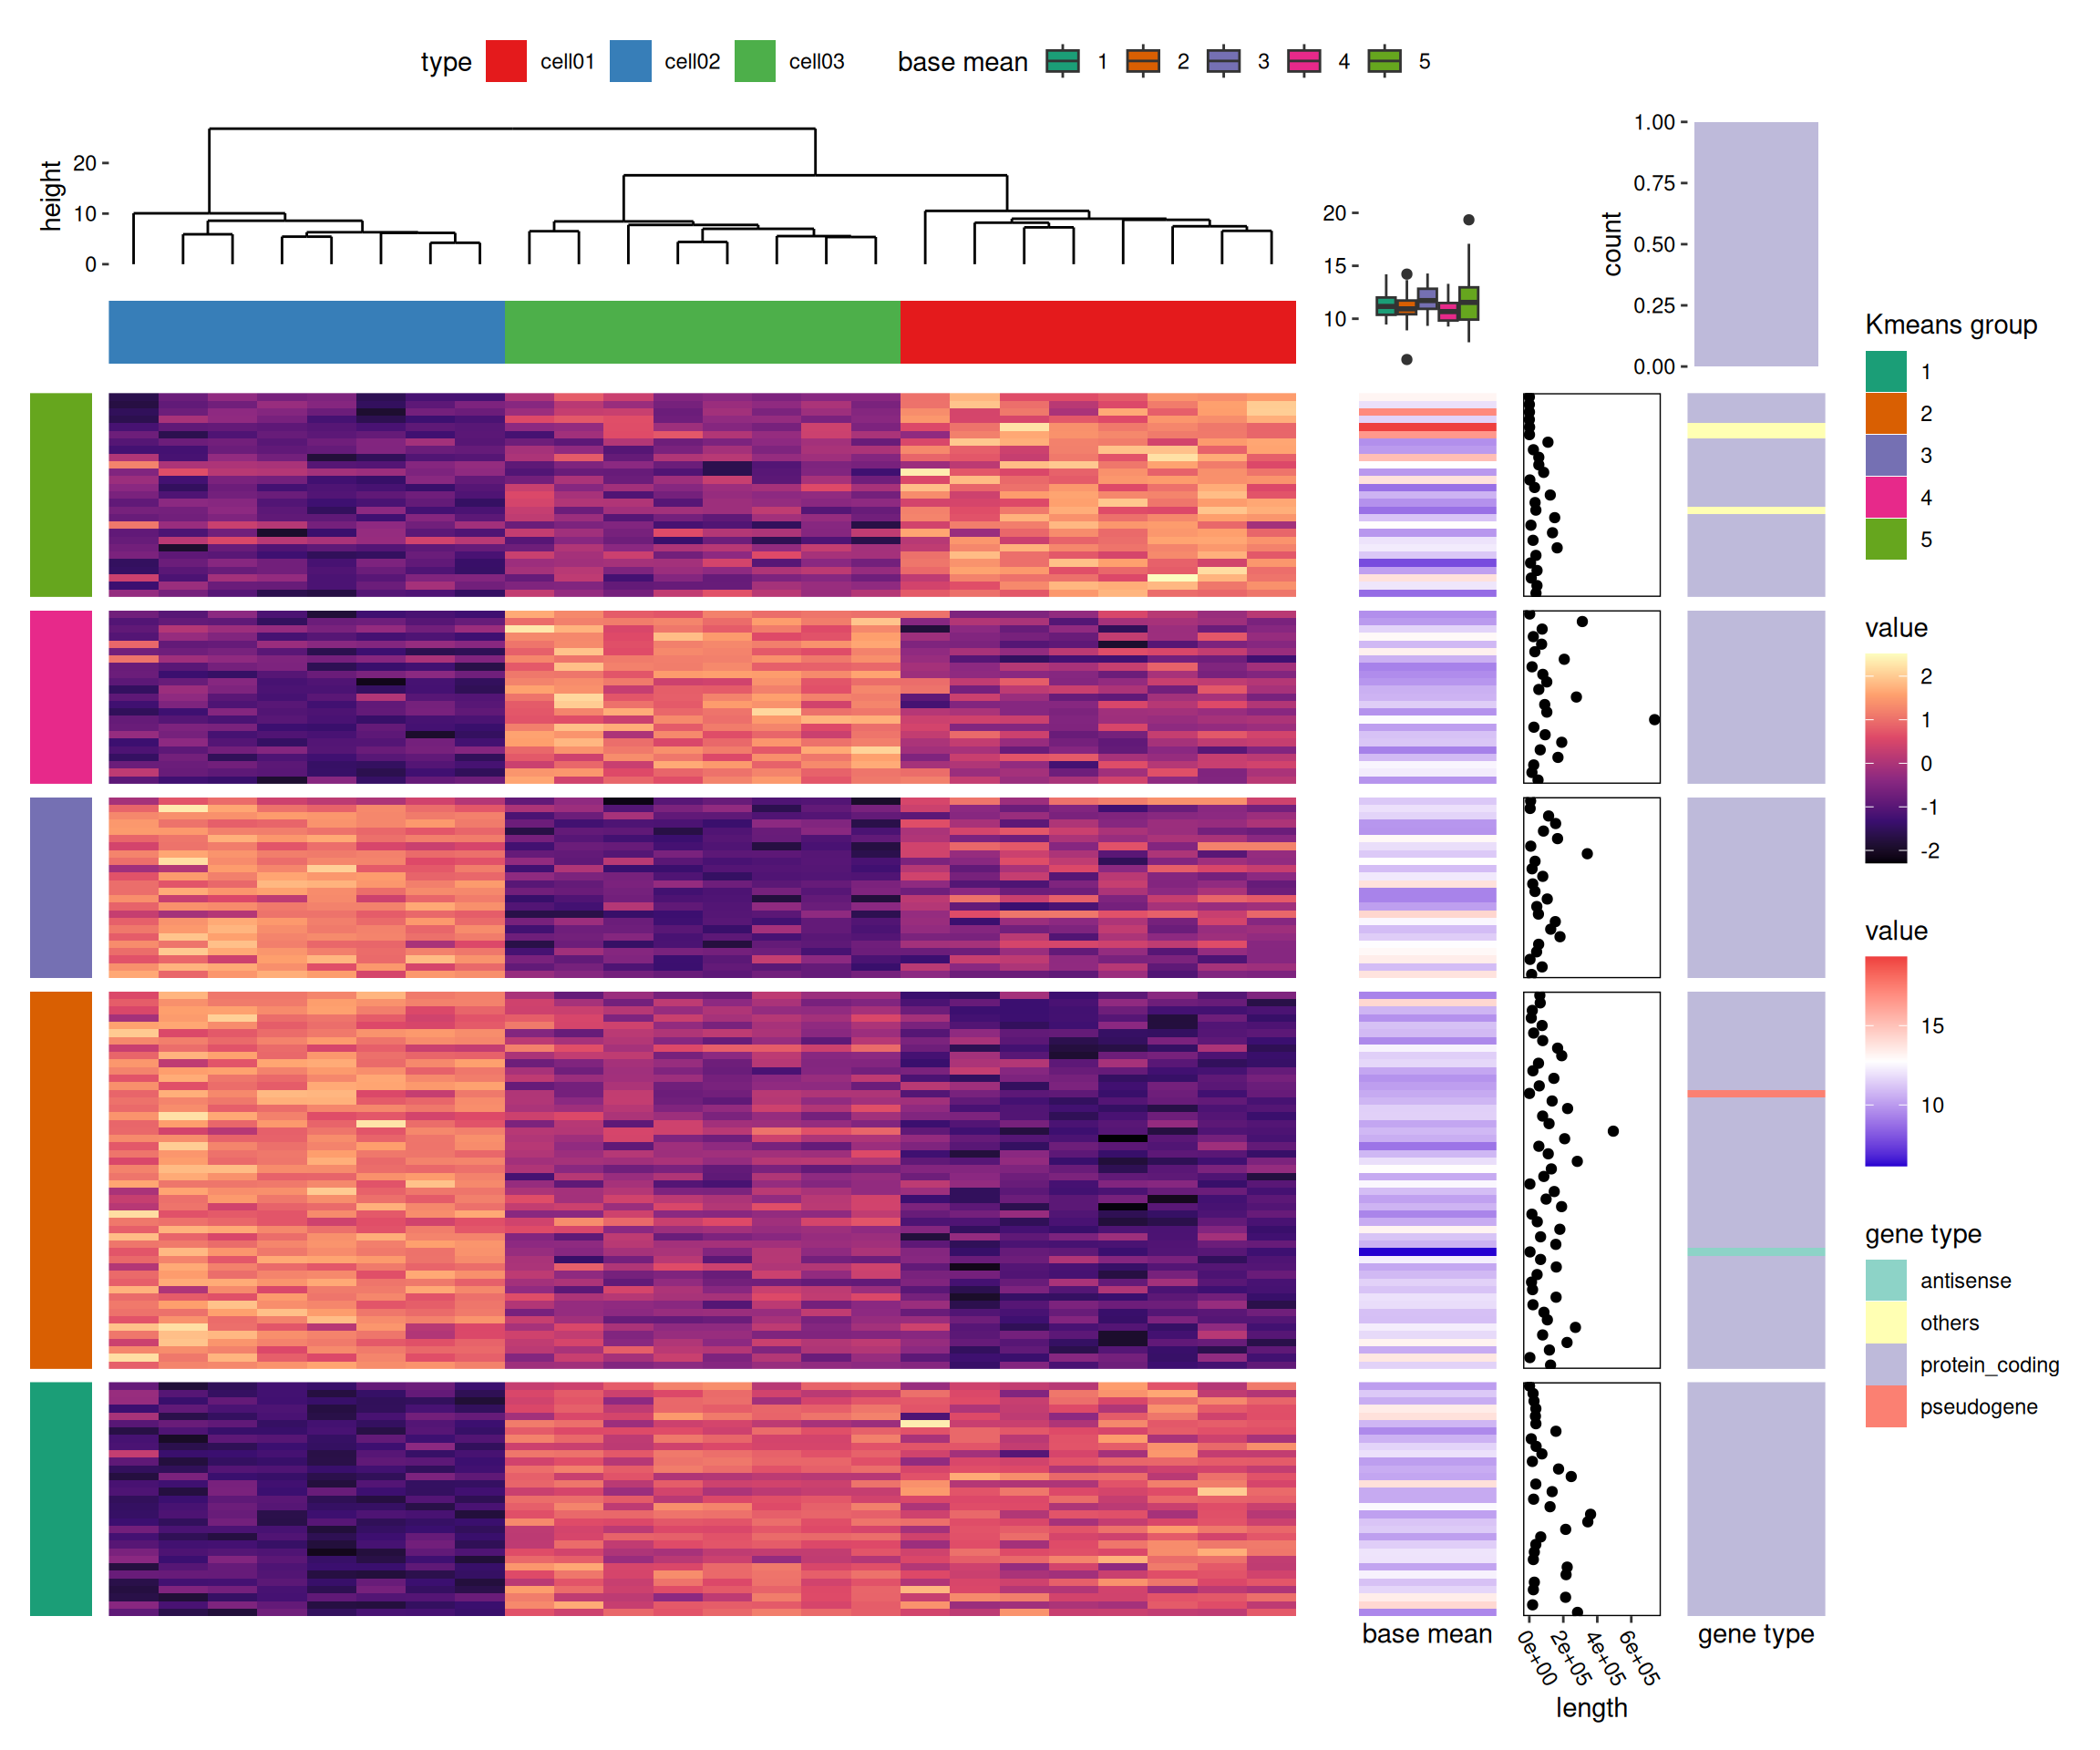 type cell01 cell02 cell03 base mean 1 2 3 4 5
height
20
10
0
20
15
10
count
1.00
0.75
0.50
0.25
0.00
Kmeans group
1
2
3
4
5
value
2
1
0
-1
-2
value
15
10
gene type
antisense
others
protein_coding
pseudogene
base mean
0e+00 2e+05 4e+05 6e+05
length
gene type